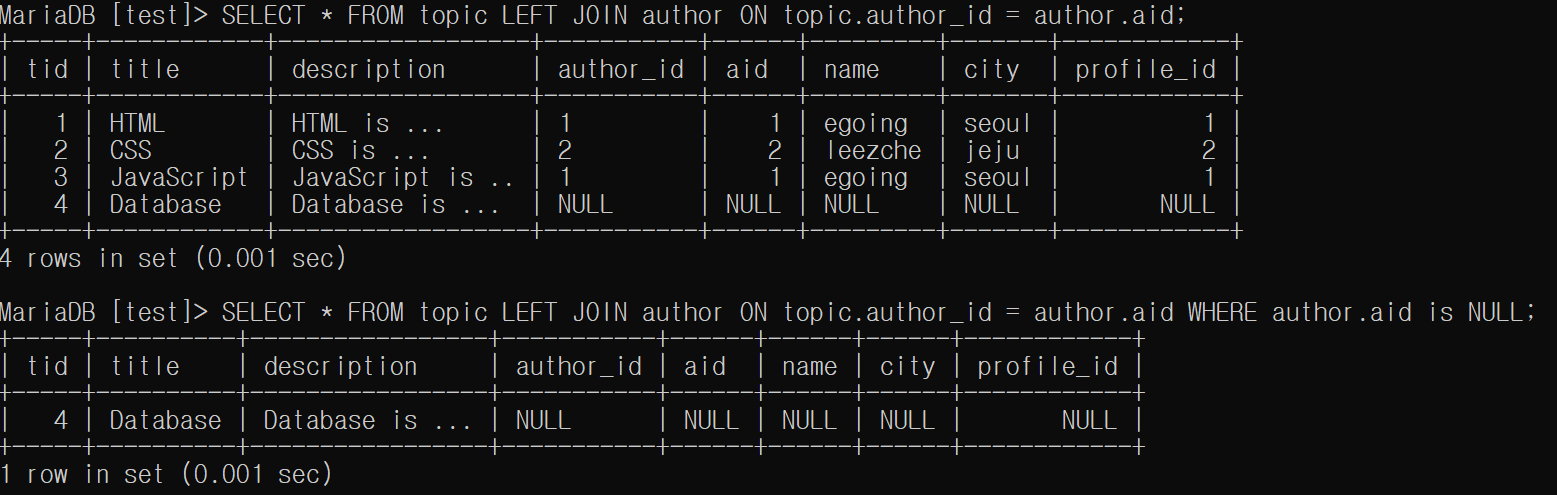 MariaDB [test]> SELECT * FROM topic LEFT JOIN author ON topic.author_id = author.aid;
+-----+------------+-------------------+-----------+------+---------+-------+------------+
| tid | title      | description       | author_id | aid  | name    | city  | profile_id |
+-----+------------+-------------------+-----------+------+---------+-------+------------+
|   1 | HTML       | HTML is ...       | 1         |    1 | egoing  | seoul |          1 |
|   2 | CSS        | CSS is ...        | 2         |    2 | leezche | jeju  |          2 |
|   3 | JavaScript | JavaScript is ..  | 1         |    1 | egoing  | seoul |          1 |
|   4 | Database   | Database is ...   | NULL      | NULL | NULL    | NULL  |       NULL |
+-----+------------+-------------------+-----------+------+---------+-------+------------+
4 rows in set (0.001 sec)
MariaDB [test]> SELECT * FROM topic LEFT JOIN author ON topic.author_id = author.aid WHERE author.aid is NULL;
+-----+----------+-----------------+-----------+------+------+------+------------+
| tid | title    | description     | author_id | aid  | name | city | profile_id |
+-----+----------+-----------------+-----------+------+------+------+------------+
|   4 | Database | Database is ... | NULL      | NULL | NULL | NULL |       NULL |
+-----+----------+-----------------+-----------+------+------+------+------------+
1 row in set (0.001 sec)